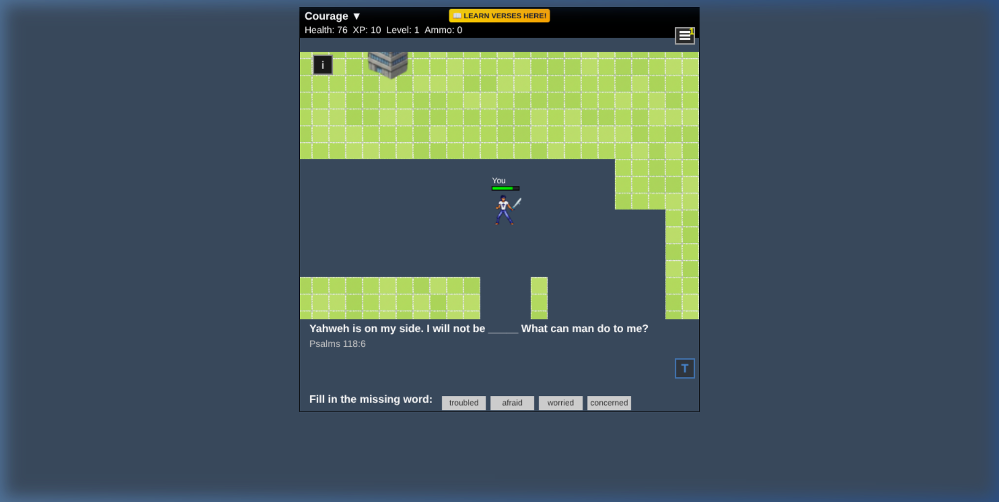 Courage ▼
📖 LEARN VERSES HERE!
Health: 76 XP: 10 Level: 1 Ammo: 0
1
i
You
Yahweh is on my side. I will not be _____ What can man do to me?
Psalms 118:6
T
Fill in the missing word: troubled afraid worried concerned